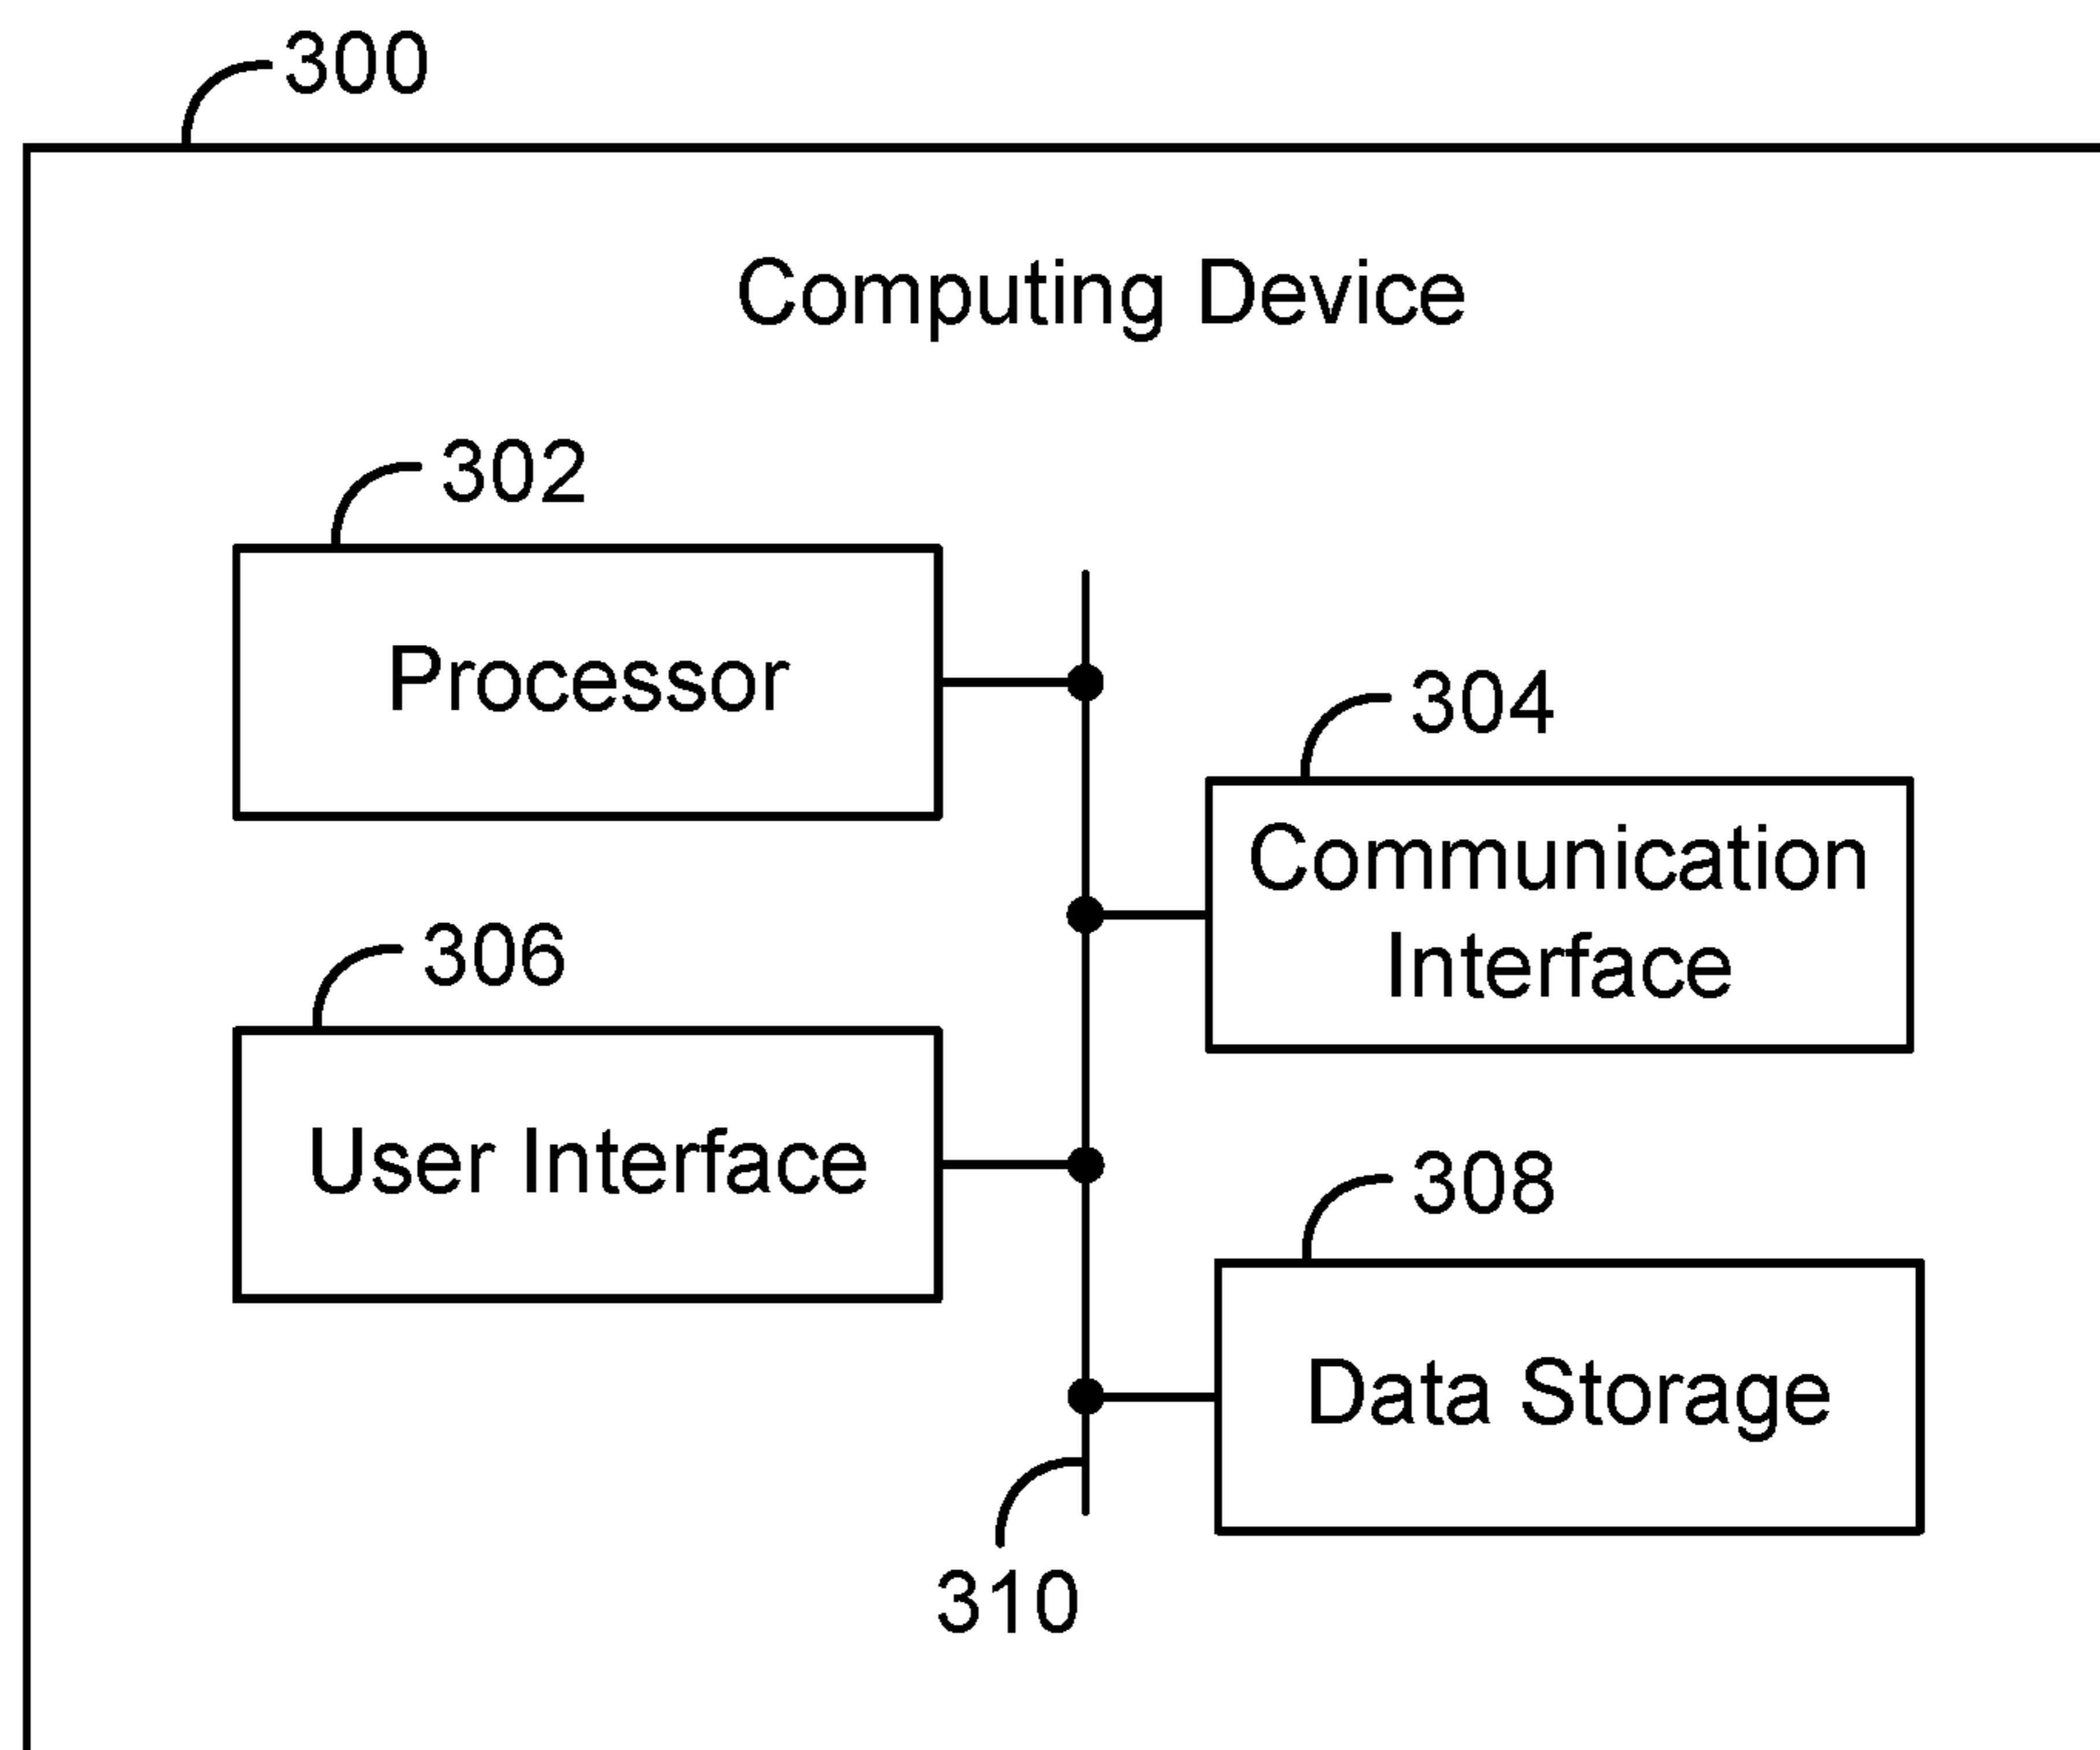 300
Computing Device
302
Processor
304
Communication
Interface
306
User Interface
308
Data Storage
310